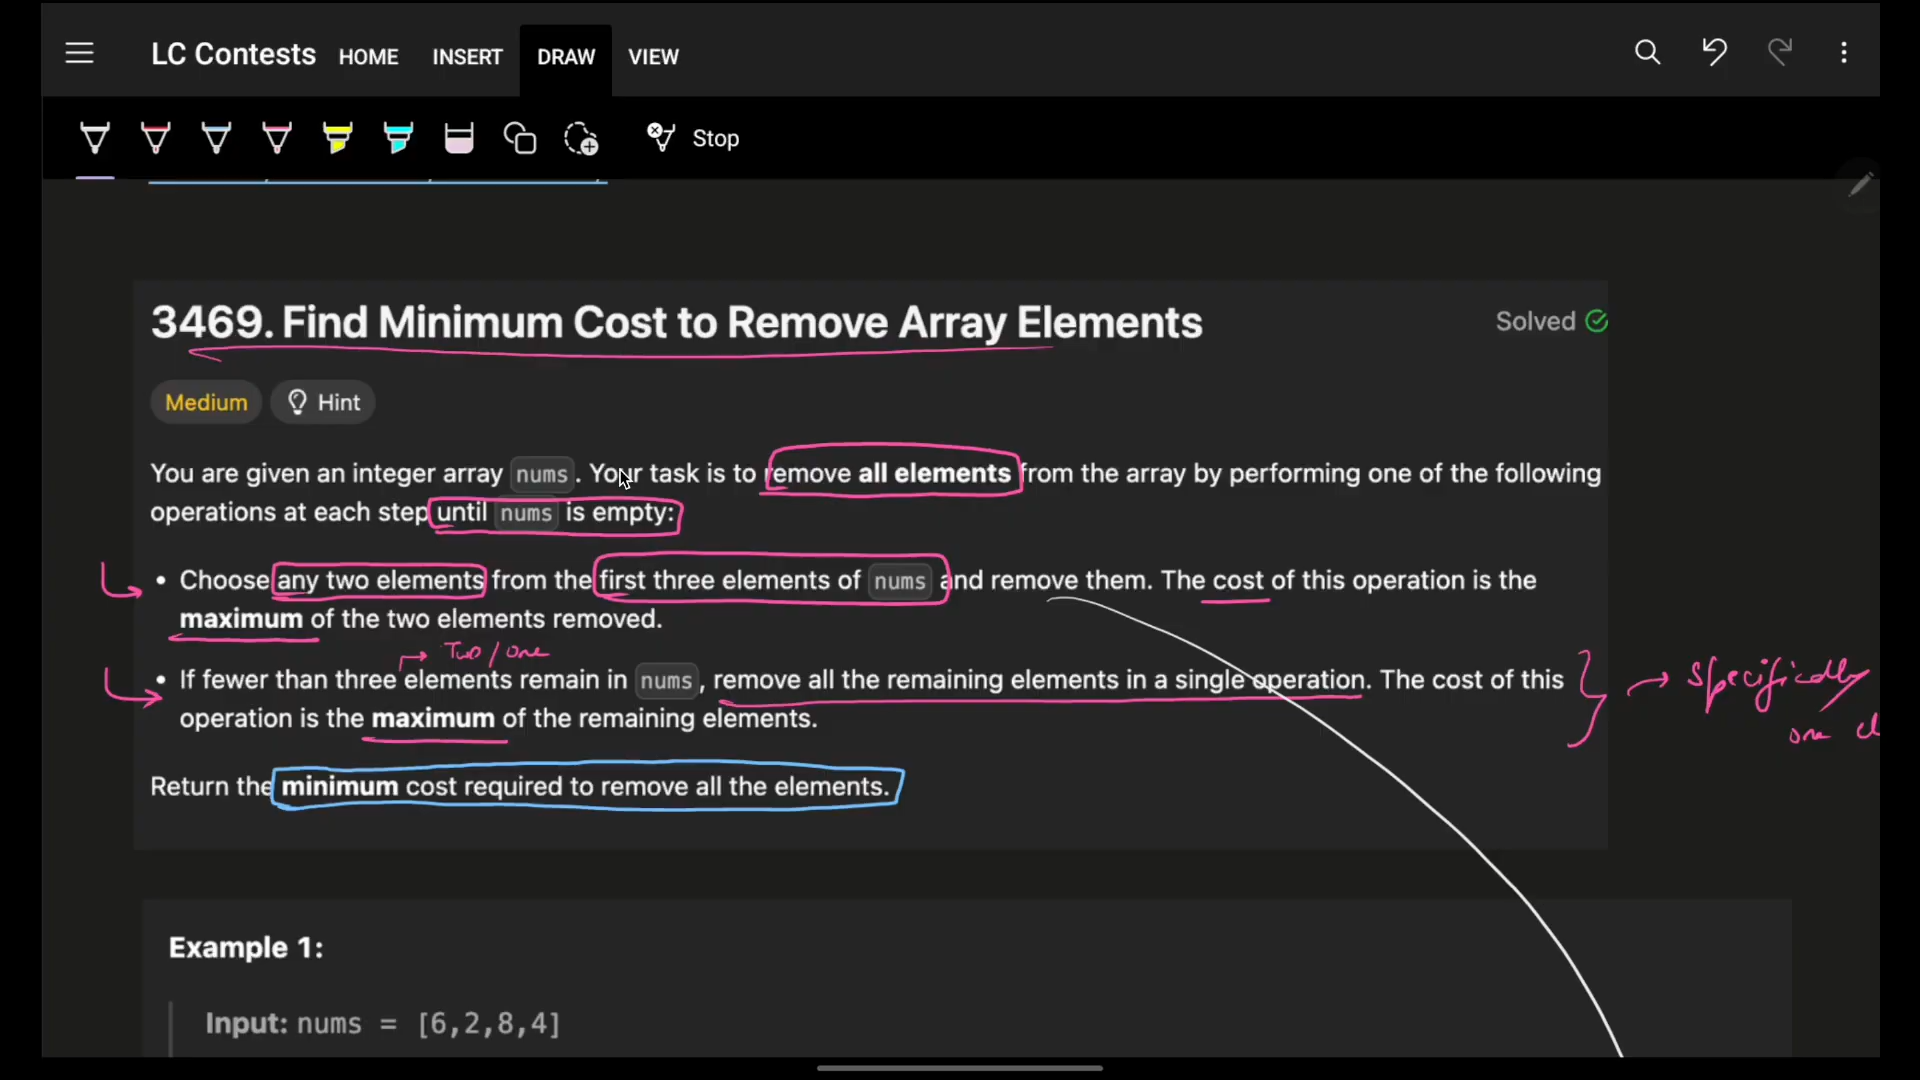 LC Contests HOME INSERT DRAW VIEW
Stop
3469. Find Minimum Cost to Remove Array Elements
Solved
Medium Hint
You are given an integer array nums. Your task is to remove all elements from the array by performing one of the following
operations at each step until nums is empty:
• Choose any two elements from the first three elements of nums and remove them. The cost of this operation is the
maximum of the two elements removed.
Two / one
• If fewer than three elements remain in nums, remove all the remaining elements in a single operation. The cost of this
operation is the maximum of the remaining elements.
Specifically
one
Return the minimum cost required to remove all the elements.
Example 1:
Input: nums = [6,2,8,4]